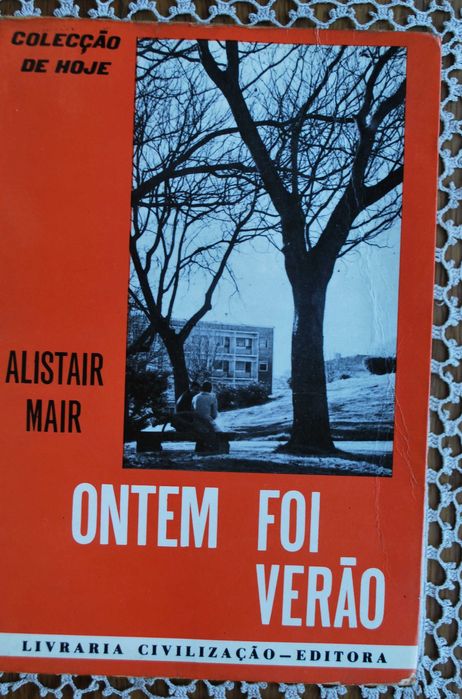 COLECÇÃO
DE HOJE
ALISTAIR
MAIR
ONTEM FOI
VERÃO
LIVRARIA CIVILIZAÇÃO—EDITORA